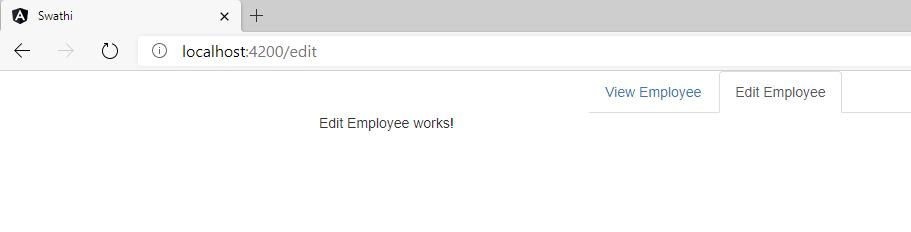 Swathi
localhost:4200/edit
View Employee Edit Employee
Edit Employee works!